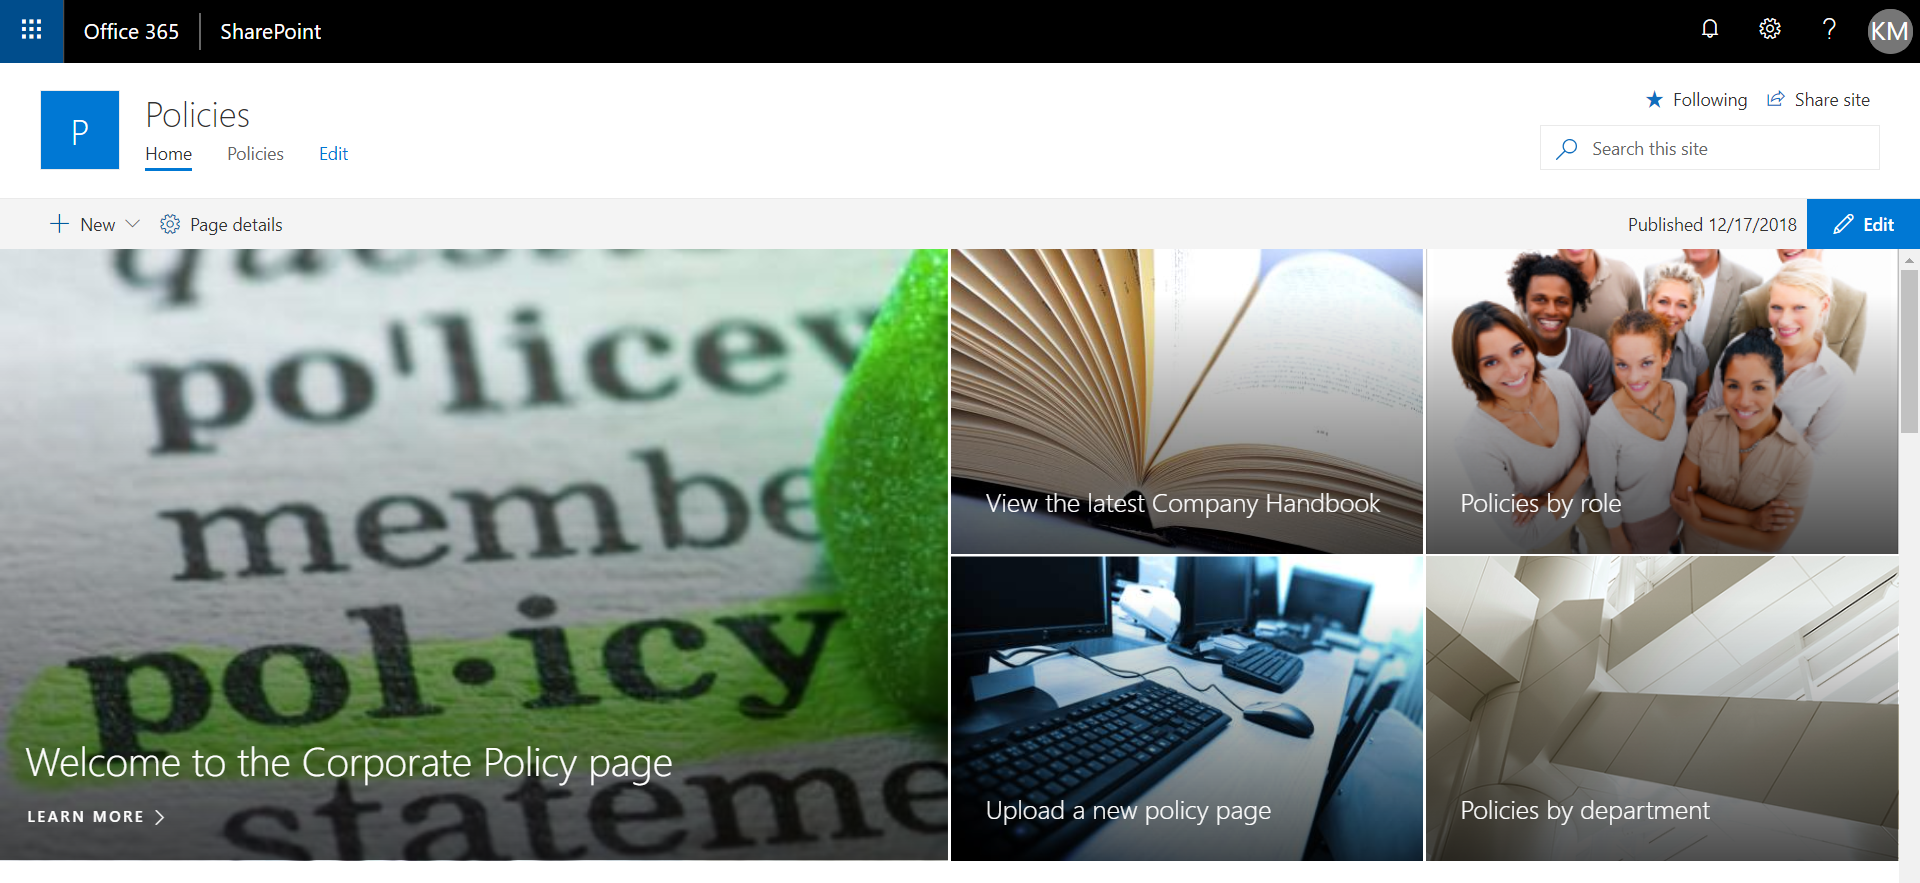 Office 365
SharePoint
KM
P
Policies
Home
Policies
Edit
Following
Share site
Search this site
New
Page details
Published 12/17/2018
Edit
po'licey
membe
pol·icy
stateme
Welcome to the Corporate Policy page
LEARN MORE
View the latest Company Handbook
Policies by role
Upload a new policy page
Policies by department